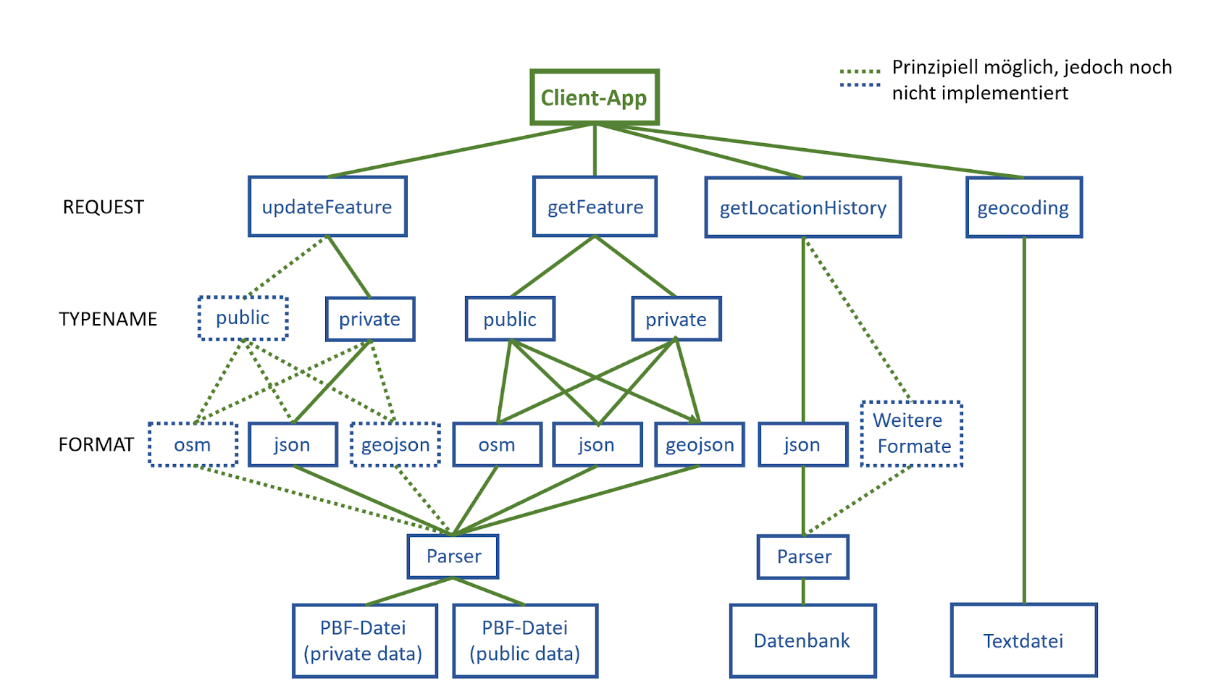 Prinzipiell möglich, jedoch noch
nicht implementiert
Client-App
REQUEST
updateFeature
getFeature
getLocationHistory
geocoding
TYPENAME
public
private
public
private
FORMAT
osm
json
geojson
osm
json
geojson
json
Weitere
Formate
Parser
Parser
PBF-Datei
(private data)
PBF-Datei
(public data)
Datenbank
Textdatei